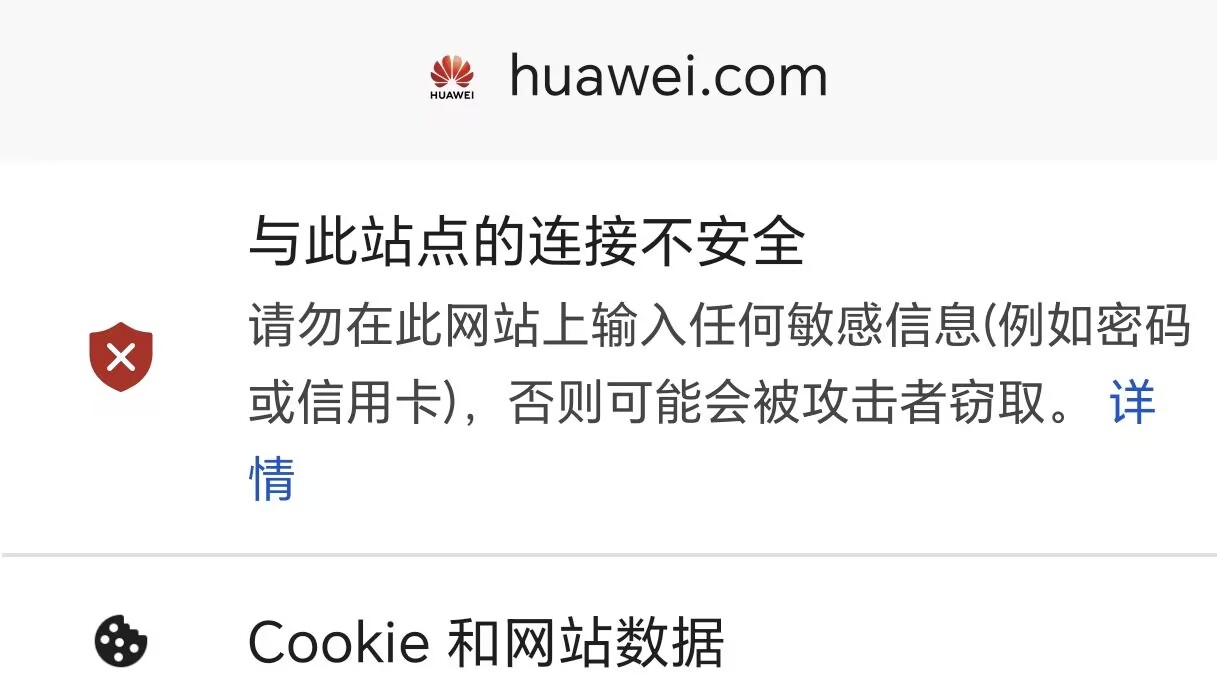 HUAWEI
huawei.com
与此站点的连接不安全
请勿在此网站上输入任何敏感信息(例如密码
或信用卡)，否则可能会被攻击者窃取。 详
情
Cookie 和网站数据